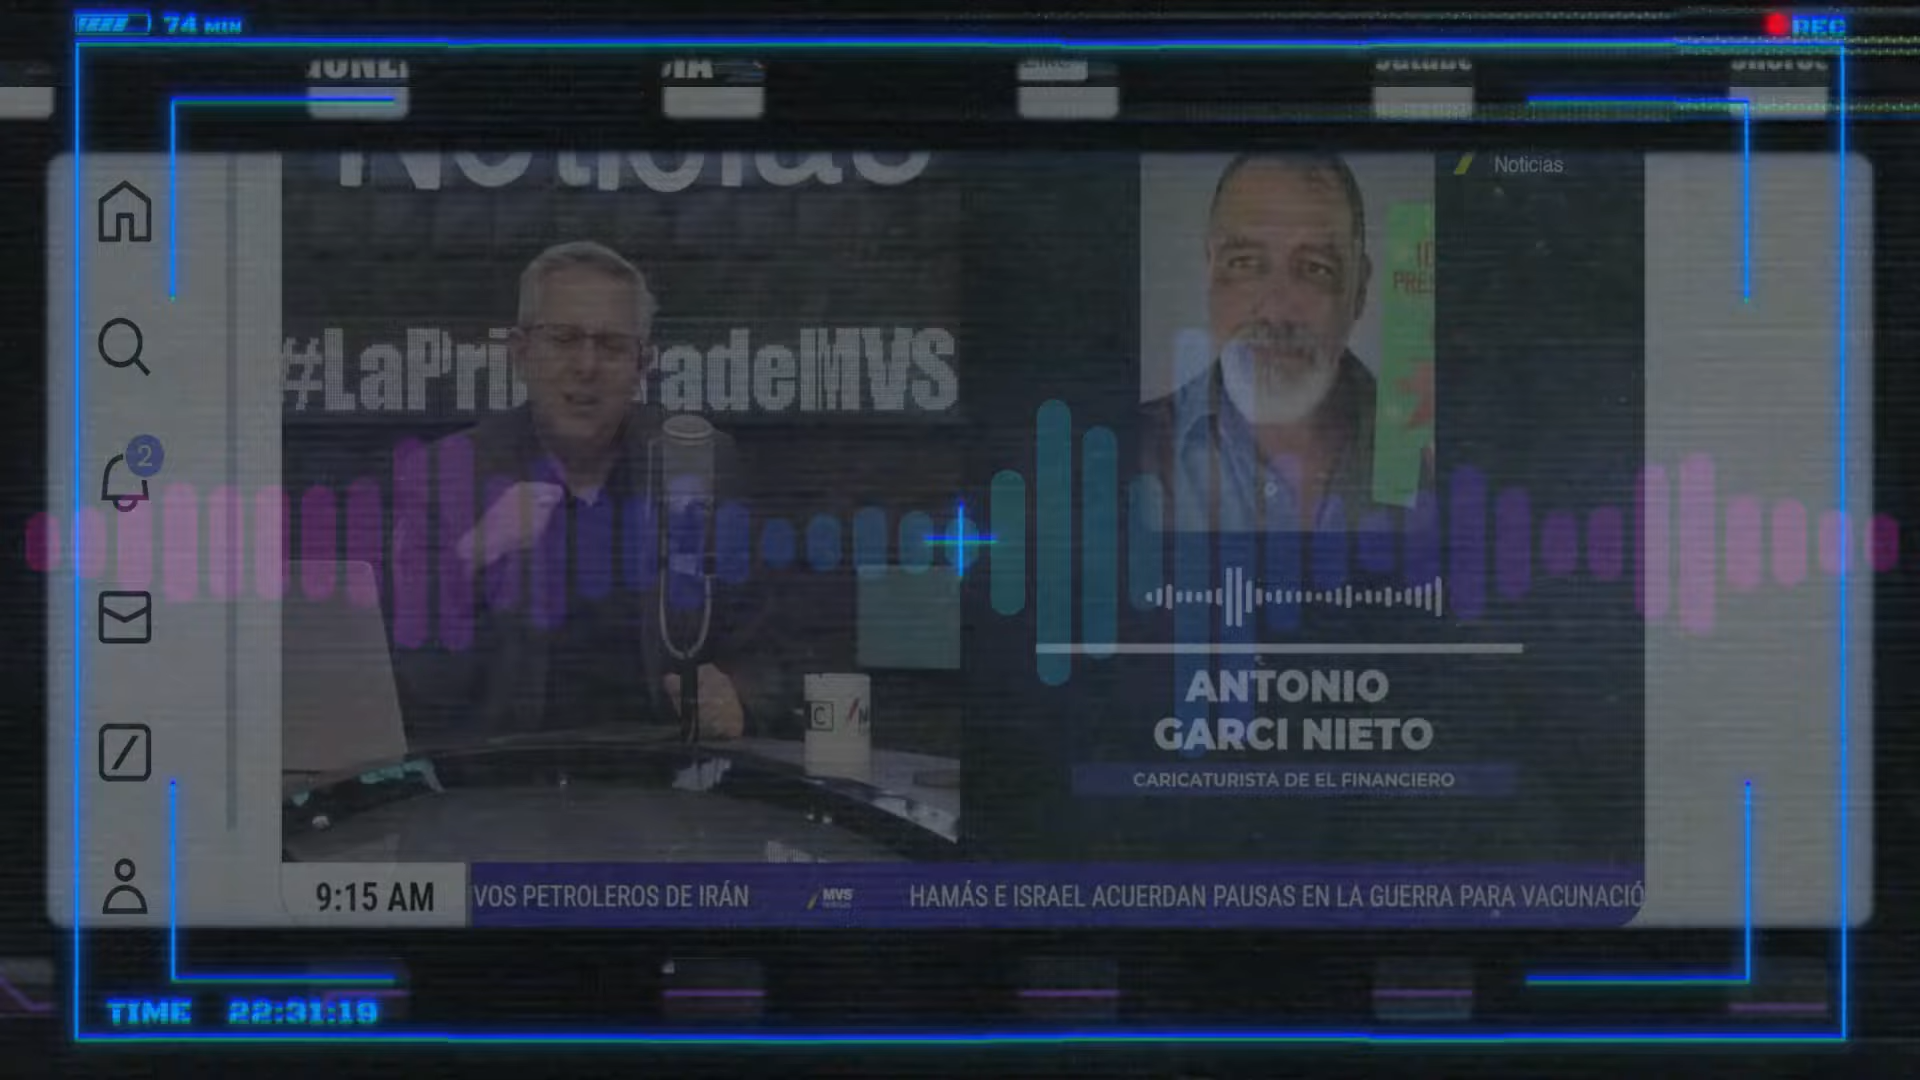 74 MIN
REC
Noticias
Noticias
#LaPri radeMVS
2
ANTONIO
GARCI NIETO
CARICATURISTA DE EL FINANCIERO
9:15 AM
VOS PETROLEROS DE IRÁN
MVS
HAMÁS E ISRAEL ACUERDAN PAUSAS EN LA GUERRA PARA VACUNACIÓ
TIME 22:31:19